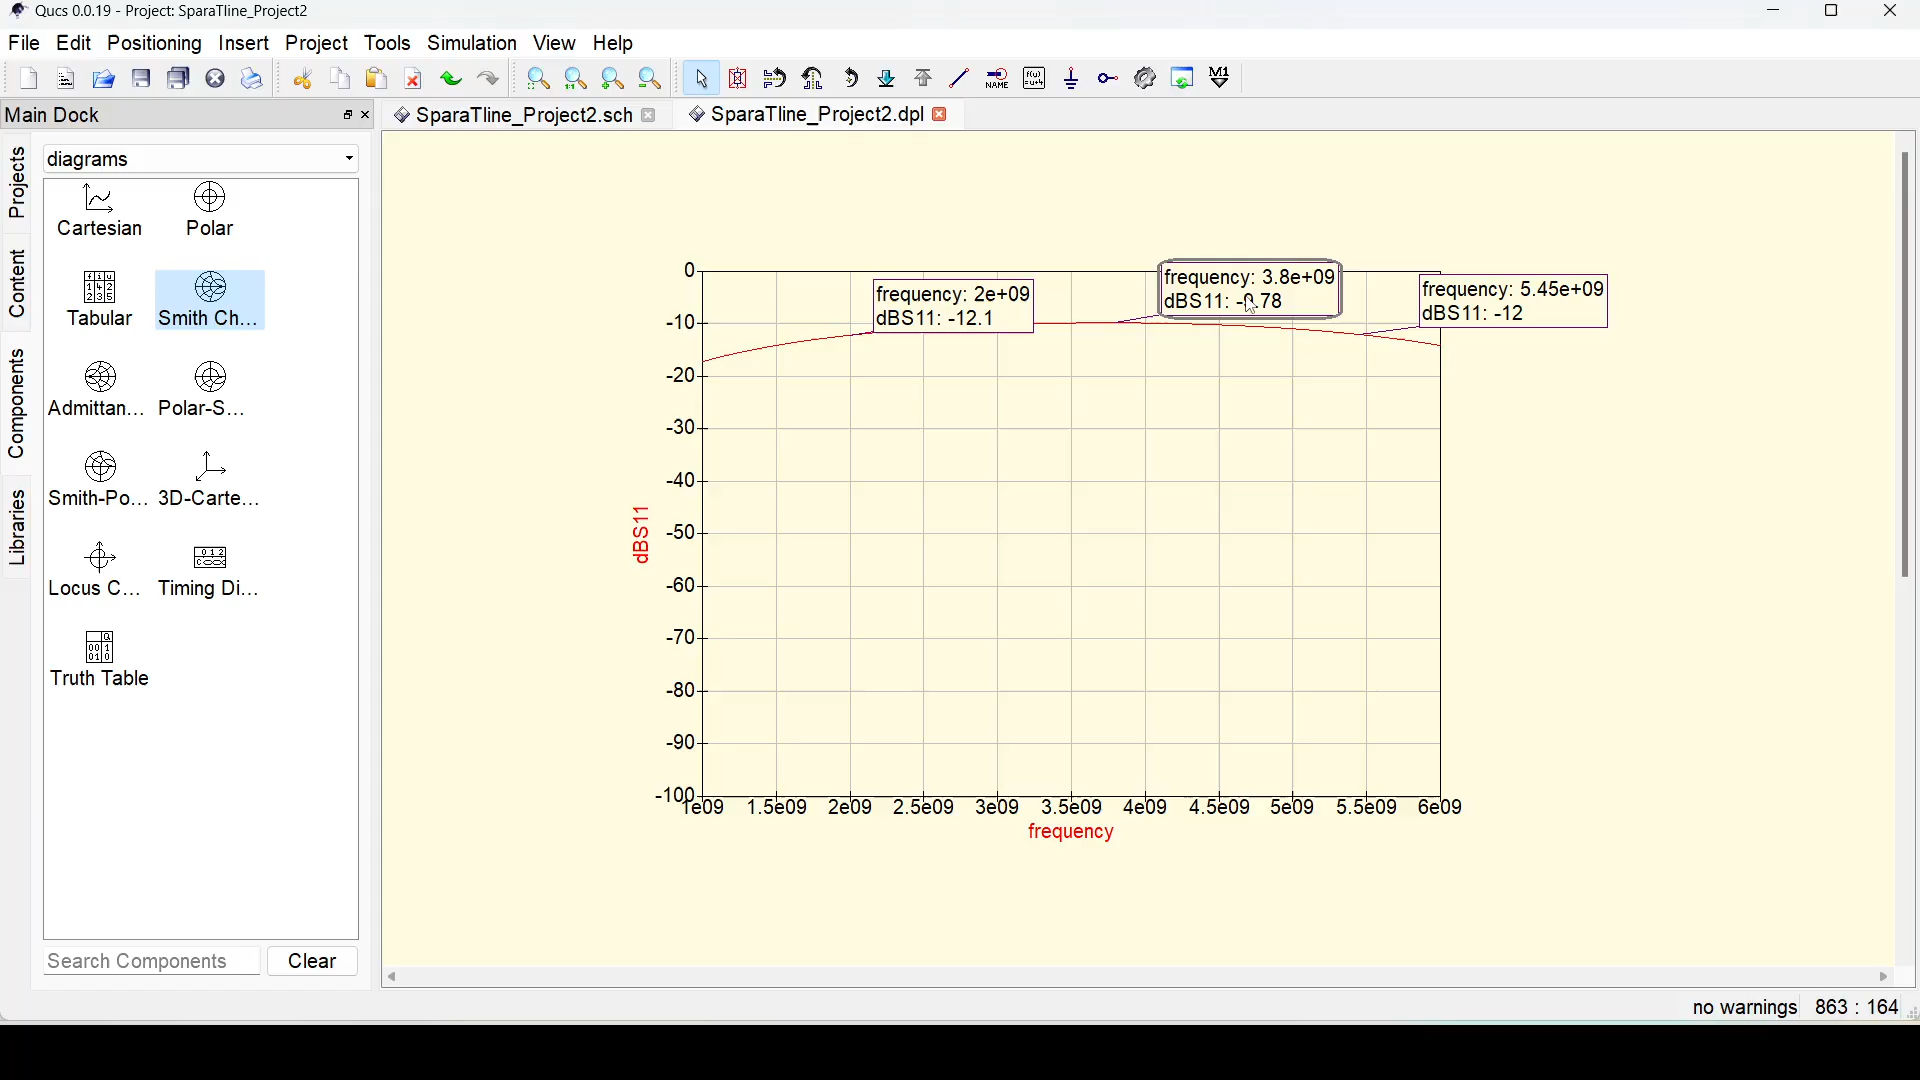 Qucs 0.0.19 - Project: SparaTline_Project2
File Edit Positioning Insert Project Tools Simulation View Help
NAME
M1
Main Dock
SparaTline_Project2.sch
SparaTline_Project2.dpl
Projects
Content
Components
Libraries
diagrams
Cartesian
Polar
Tabular
Smith Ch...
Admittan...
Polar-S...
Smith-Po...
3D-Carte...
Locus C...
Timing Di...
Truth Table
Search Components
Clear
frequency: 2e+09
dBS11: -12.1
frequency: 3.8e+09
dBS11: -9.78
frequency: 5.45e+09
dBS11: -12
0
-10
-20
-30
-40
-50
-60
-70
-80
-90
-100
dBS11
1e09 1.5e09 2e09 2.5e09 3e09 3.5e09 4e09 4.5e09 5e09 5.5e09 6e09
frequency
no warnings 863 : 164